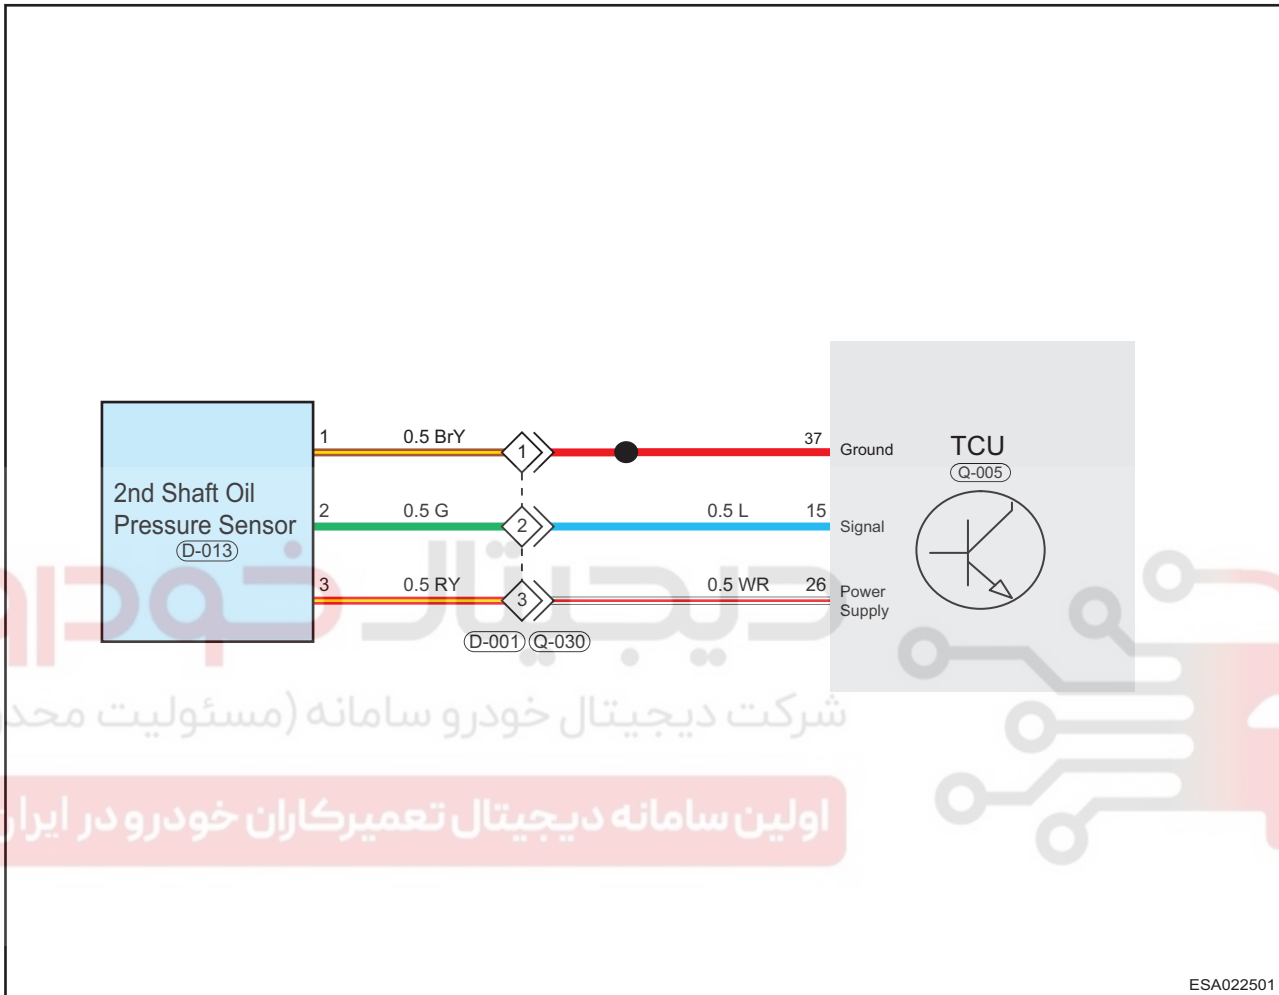 1
0.5 BrY
1
37
Ground
TCU
Q-005
2nd Shaft Oil
Pressure Sensor
D-013
2
0.5 G
2
0.5 L
15
Signal
3
0.5 RY
3
0.5 WR
26
Power
Supply
D-001
Q-030
دیجیتال خودرو
شرکت دیجیتال خودرو سامانه (مسئولیت
اولین سامانه دیجیتال تعمیرکاران خودرو در ایران
ESA022501